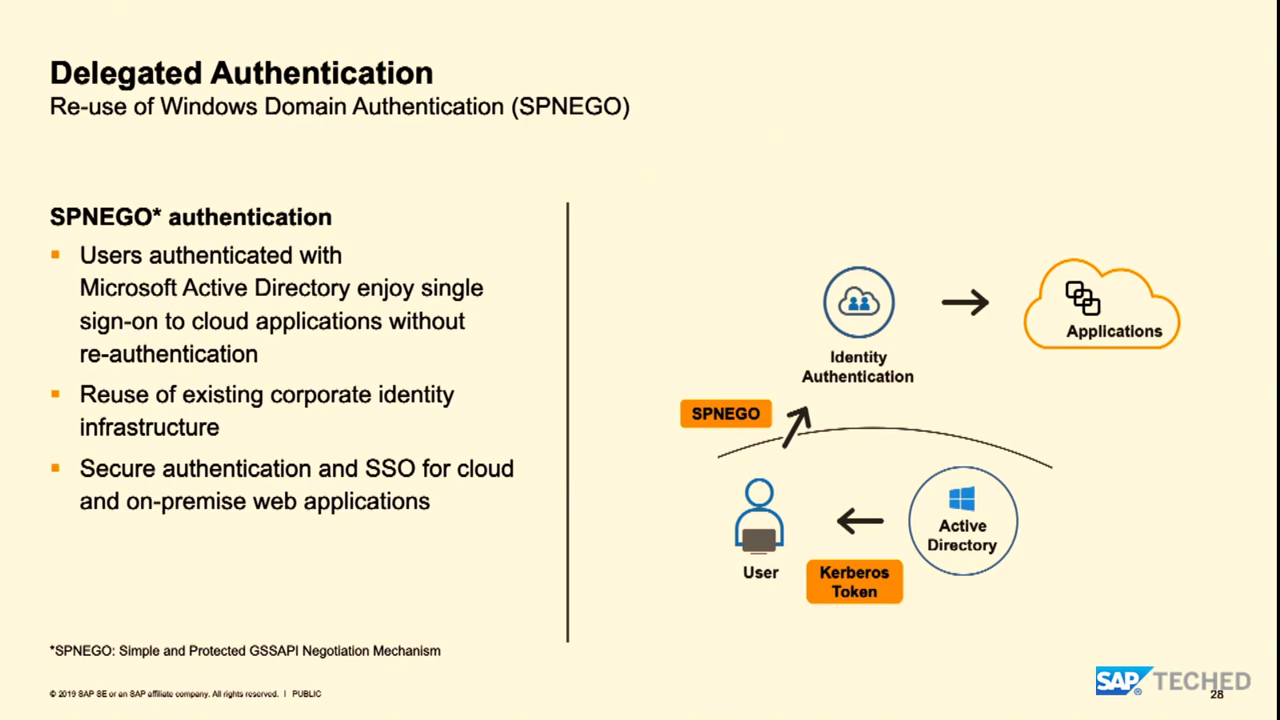 Delegated Authentication
Re-use of Windows Domain Authentication (SPNEGO)
SPNEGO* authentication
Users authenticated with
Microsoft Active Directory enjoy single
sign-on to cloud applications without
re-authentication
Reuse of existing corporate identity
infrastructure
Secure authentication and SSO for cloud
and on-premise web applications
Identity
Authentication
Applications
SPNEGO
User
Kerberos
Token
Active
Directory
*SPNEGO: Simple and Protected GSSAPI Negotiation Mechanism
© 2019 SAP SE or an SAP affiliate company. All rights reserved. | PUBLIC
SAP® TECHED
28